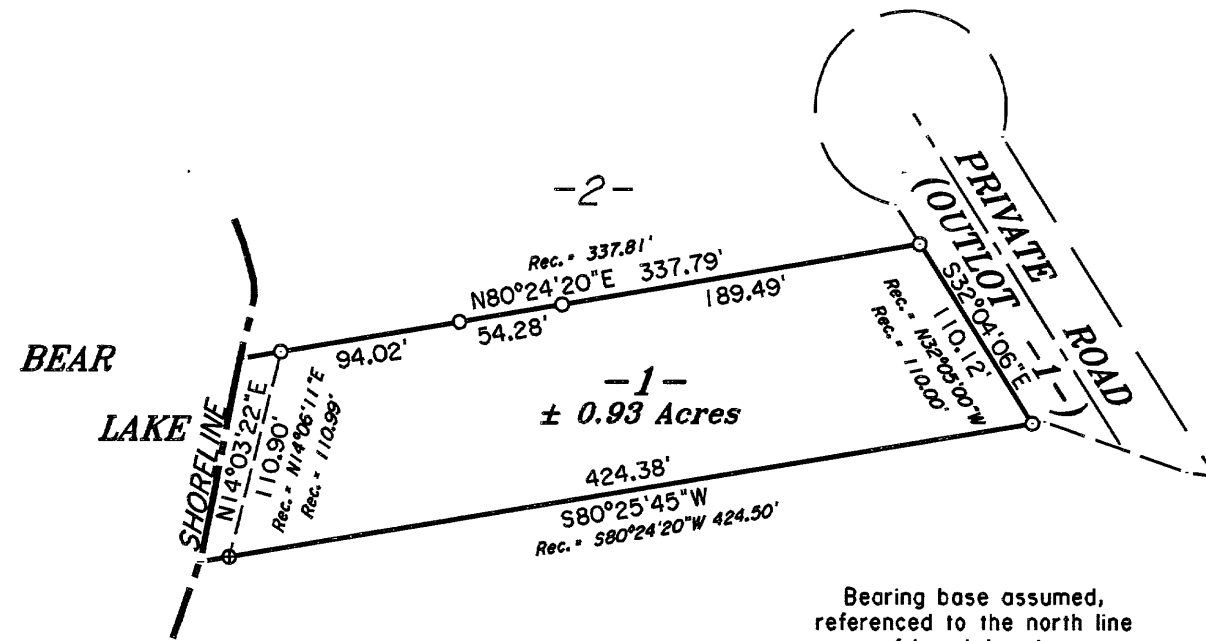 -2-
PRIVATE ROAD
(OUTLOT -1-)
Rec. = 337.81'
N80°24'20"E 337.79'
189.49'
54.28'
94.02'
S32°04'06"E
110.12'
Rec. = N32°05'00"W
Rec. = 110.00'
BEAR
LAKE
SHORELINE
N14°03'22"E
110.90'
Rec. = N14°06'11"E
Rec. = 110.99'
-1-
± 0.93 Acres
424.38'
S80°25'45"W
Rec. = S80°24'20"W 424.50'
Bearing base assumed,
referenced to the north line